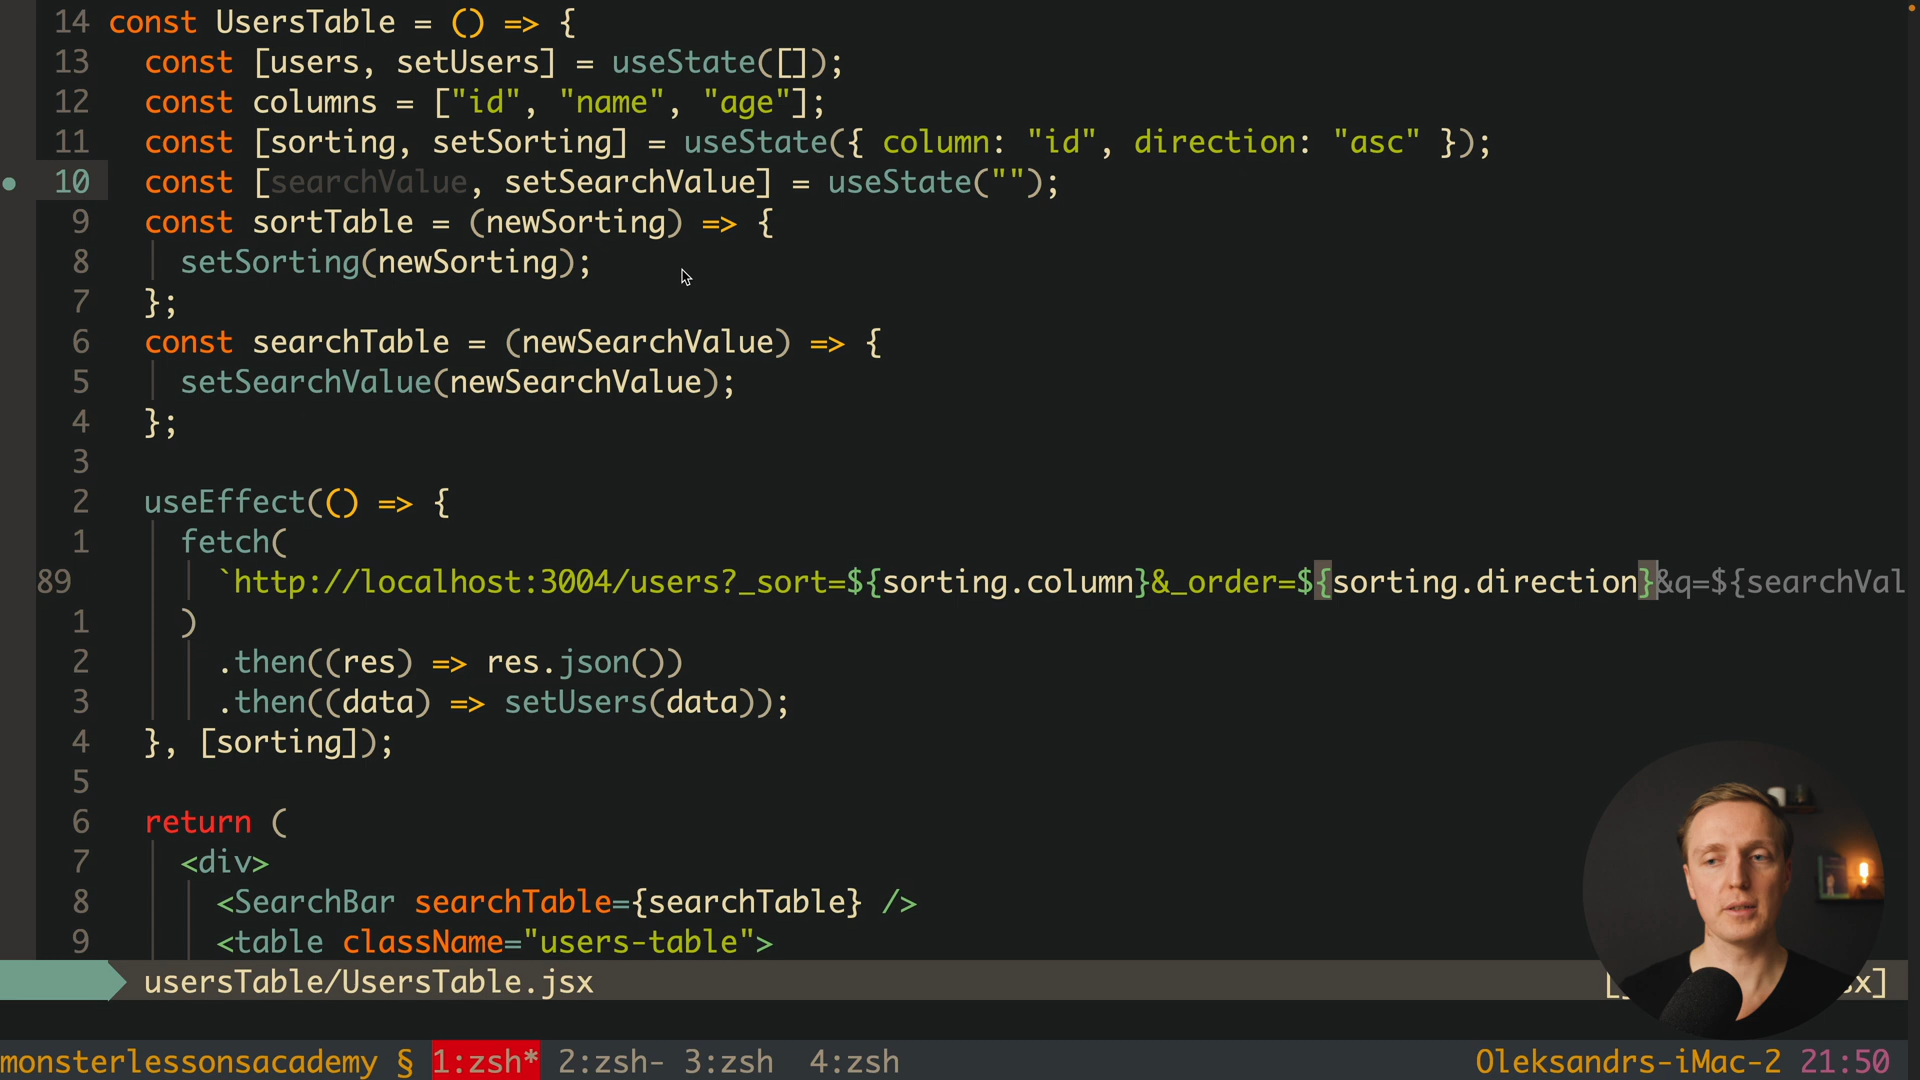 14 const UsersTable = () => {
13 const [users, setUsers] = useState([]);
12 const columns = ["id", "name", "age"];
11 const [sorting, setSorting] = useState({ column: "id", direction: "asc" });
10 const [searchValue, setSearchValue] = useState("");
9 const sortTable = (newSorting) => {
8 setSorting(newSorting);
7 };
6 const searchTable = (newSearchValue) => {
5 setSearchValue(newSearchValue);
4 };
3
2 useEffect(() => {
1 fetch(
89 `http://localhost:3004/users?_sort=${sorting.column}&_order=${sorting.direction}&q=${searchVal
1 )
2 .then((res) => res.json())
3 .then((data) => setUsers(data));
4 }, [sorting]);
5
6 return (
7 <div>
8 <SearchBar searchTable={searchTable} />
9 <table className="users-table">
usersTable/UsersTable.jsx
monsterlessonsacademy § 1:zsh* 2:zsh- 3:zsh 4:zsh Oleksandrs-iMac-2 21:50